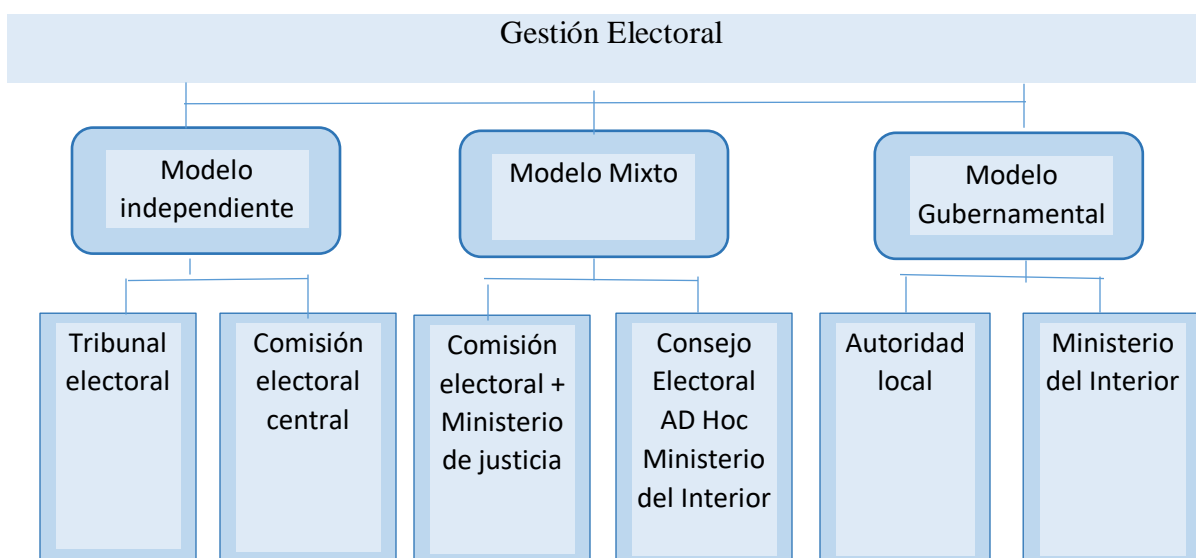 Gestión Electoral
Modelo
independiente
Modelo Mixto
Modelo
Gubernamental
Tribunal
electoral
Comisión
electoral
central
Comisión
electoral +
Ministerio
de justicia
Consejo
Electoral
AD Hoc
Ministerio
del Interior
Autoridad
local
Ministerio
del Interior